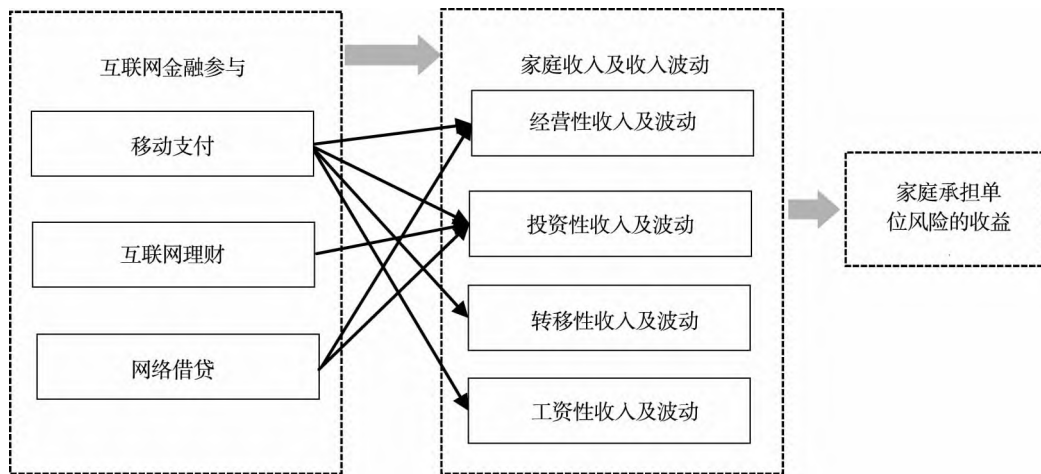 互联网金融参与
移动支付
互联网理财
网络借贷
家庭收入及收入波动
经营性收入及波动
投资性收入及波动
转移性收入及波动
工资性收入及波动
家庭承担单
位风险的收益